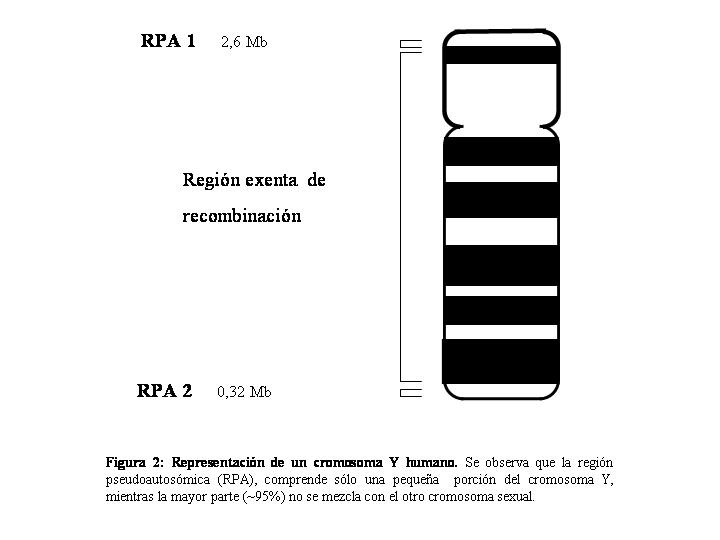 RPA 1 2,6 Mb
Región exenta de
recombinación
RPA 2 0,32 Mb
Figura 2: Representación de un cromosoma Y humano. Se observa que la región
pseudoautosómica (RPA), comprende sólo una pequeña porción del cromosoma Y,
mientras la mayor parte (~95%) no se mezcla con el otro cromosoma sexual.